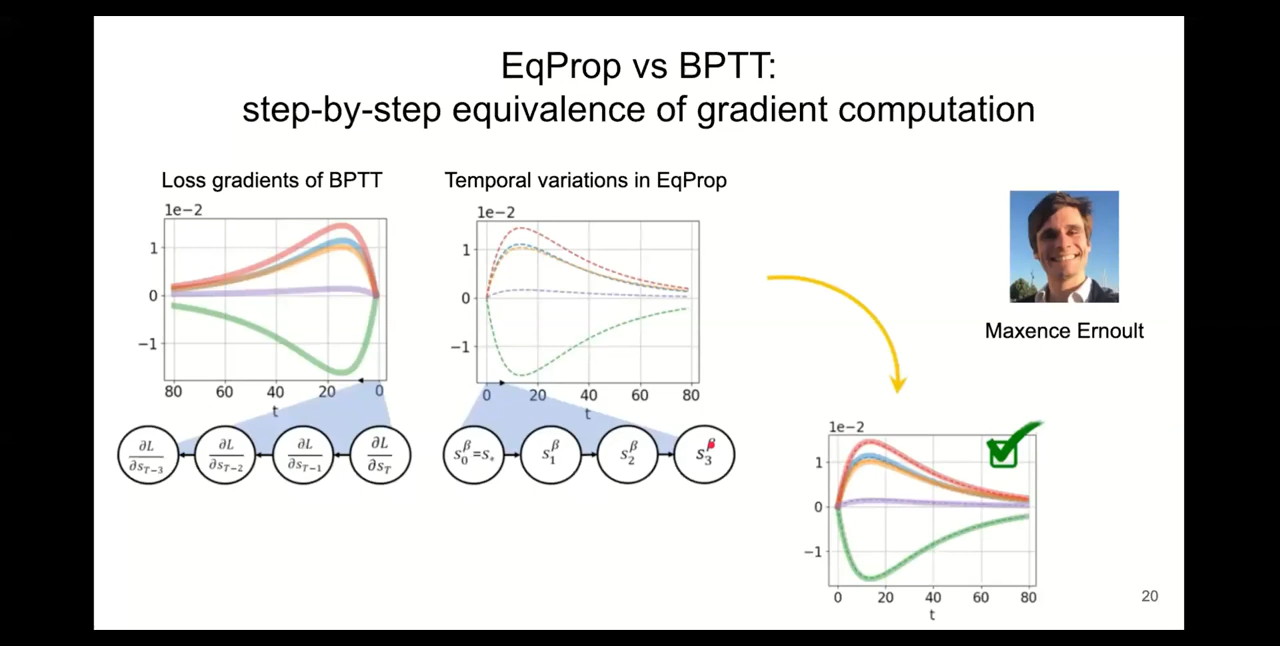 EqProp vs BPTT:
step-by-step equivalence of gradient computation
Loss gradients of BPTT
1e−2
1
0
−1
80 60 40 20 0
t
∂L/∂s_{T−3} ∂L/∂s_{T−2} ∂L/∂s_{T−1} ∂L/∂s_T
Temporal variations in EqProp
1e−2
1
0
−1
0 20 40 60 80
t
s_0^β=s_* s_1^β s_2^β s_3^β
Maxence Ernoult
1e−2
1
0
−1
0 20 40 60 80
t
20